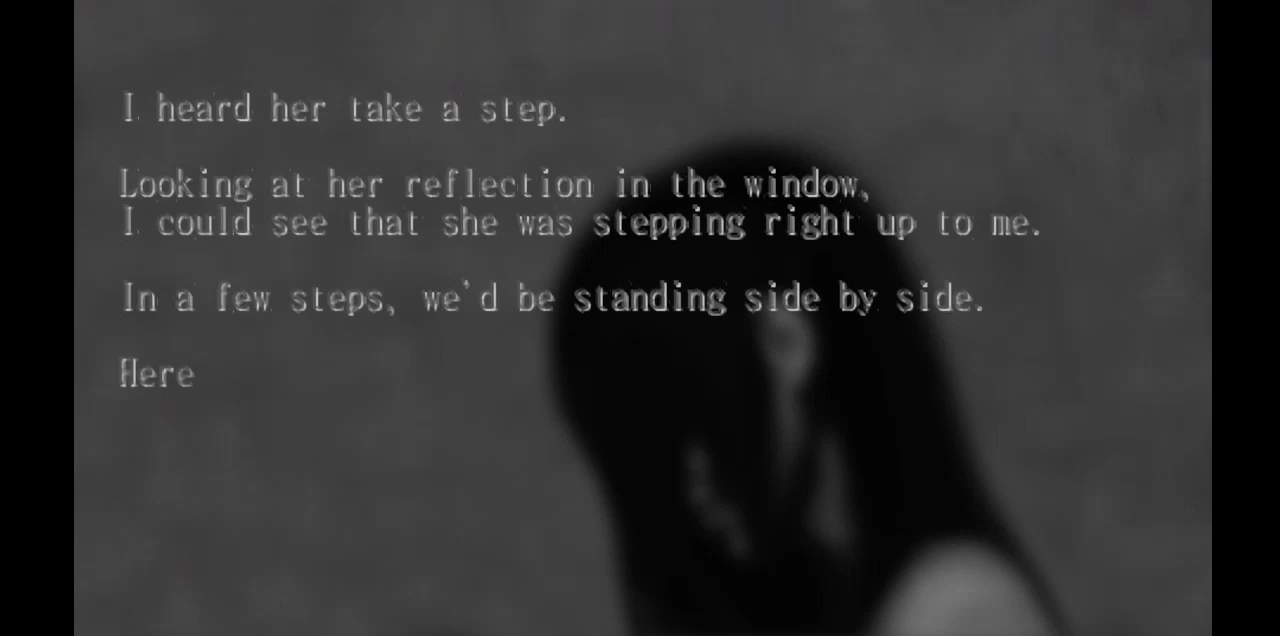 I heard her take a step.
Looking at her reflection in the window,
I could see that she was stepping right up to me.
In a few steps, we'd be standing side by side.
Here